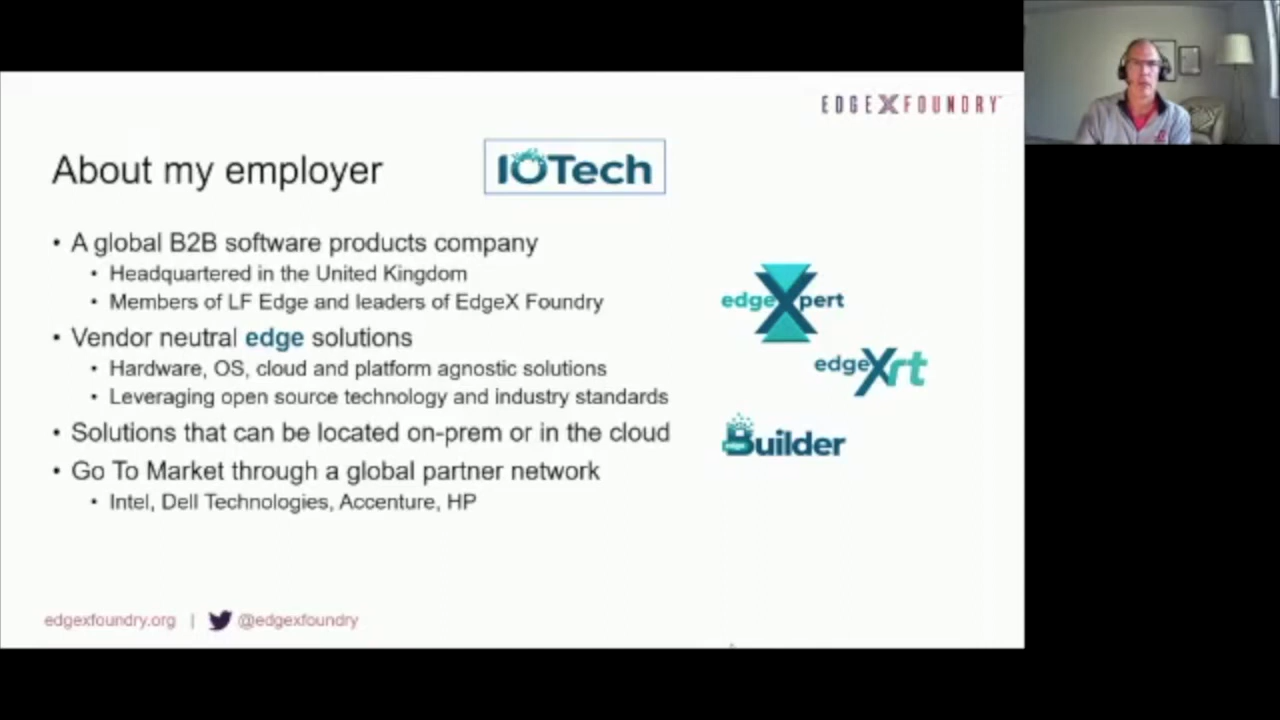 EDGE X FOUNDRY
About my employer
IOTech
• A global B2B software products company
• Headquartered in the United Kingdom
• Members of LF Edge and leaders of EdgeX Foundry
• Vendor neutral edge solutions
• Hardware, OS, cloud and platform agnostic solutions
• Leveraging open source technology and industry standards
• Solutions that can be located on-prem or in the cloud
• Go To Market through a global partner network
• Intel, Dell Technologies, Accenture, HP
edgeXpert
edgeXrt
Builder
edgexfoundry.org | @edgexfoundry